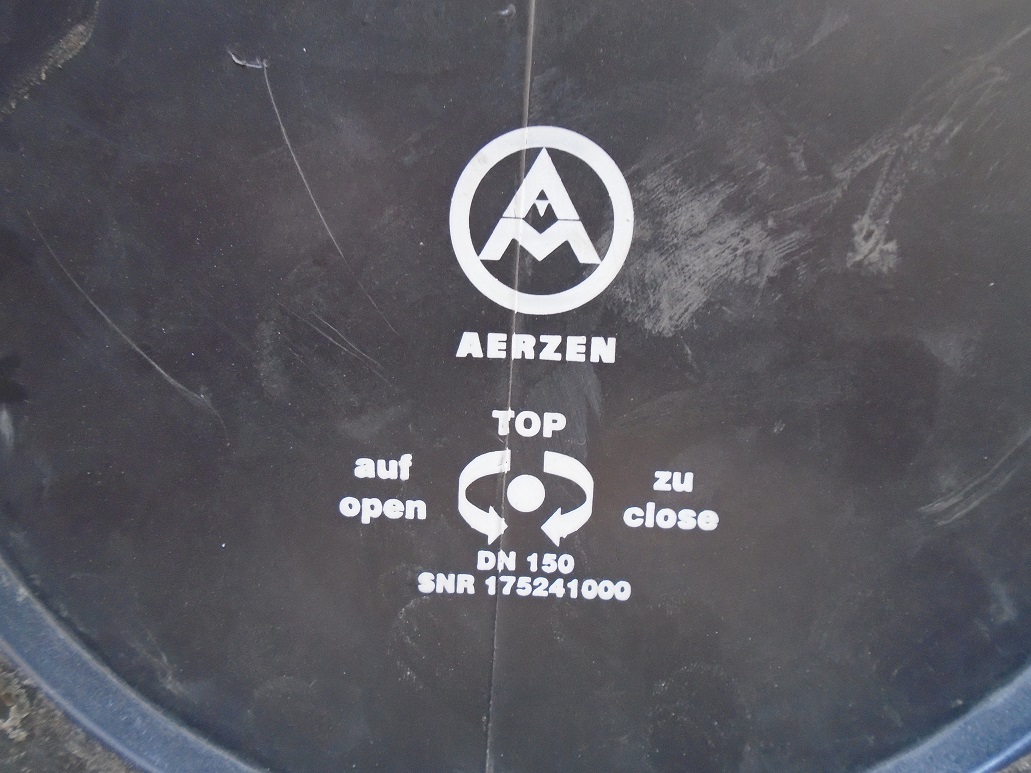 AERZEN
TOP
auf
open
zu
close
DN 150
SNR 175241000